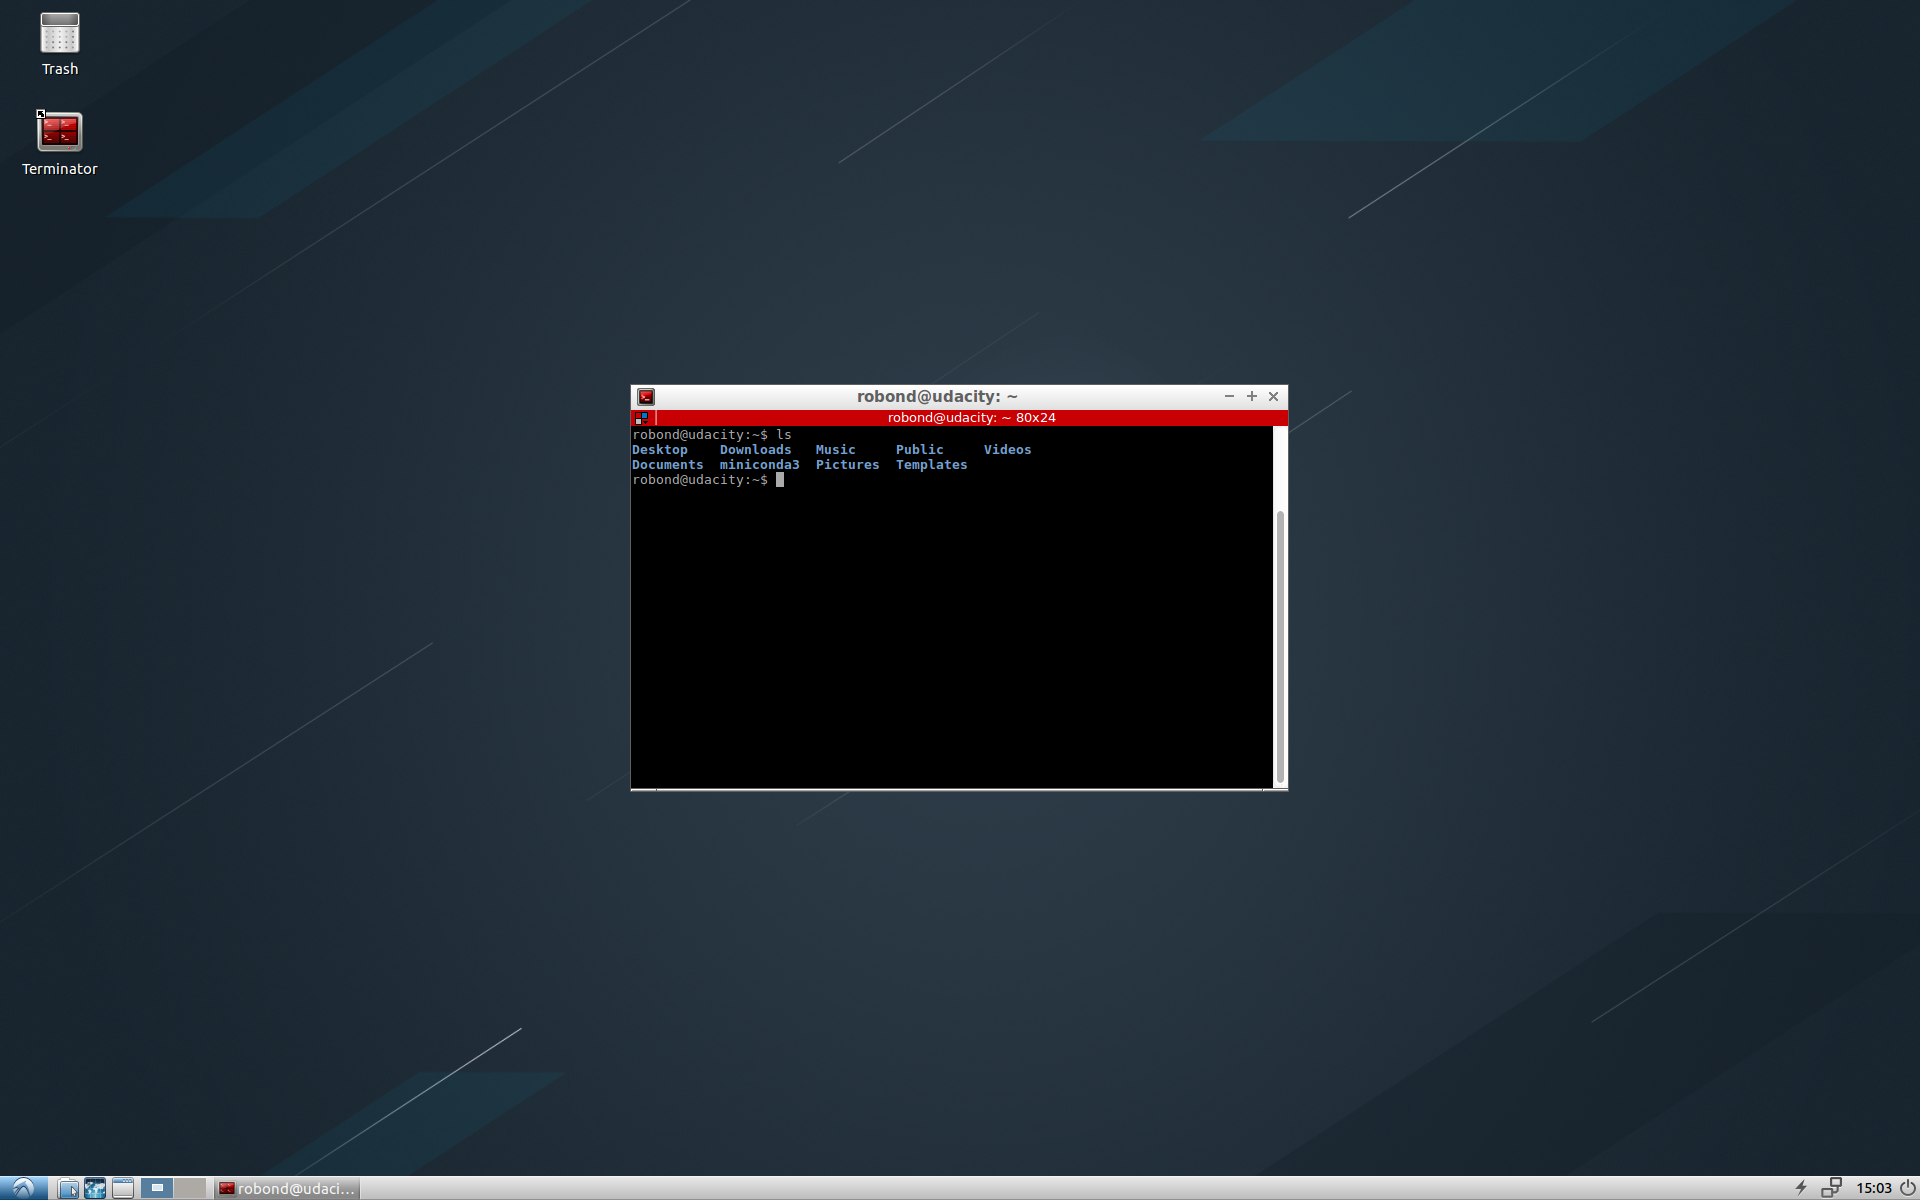 Trash
Terminator
robond@udacity: ~
robond@udacity: ~ 80x24
robond@udacity:~$ ls
Desktop    Downloads   Music     Public     Videos
Documents  miniconda3  Pictures  Templates
robond@udacity:~$
robond@udaci...
15:03